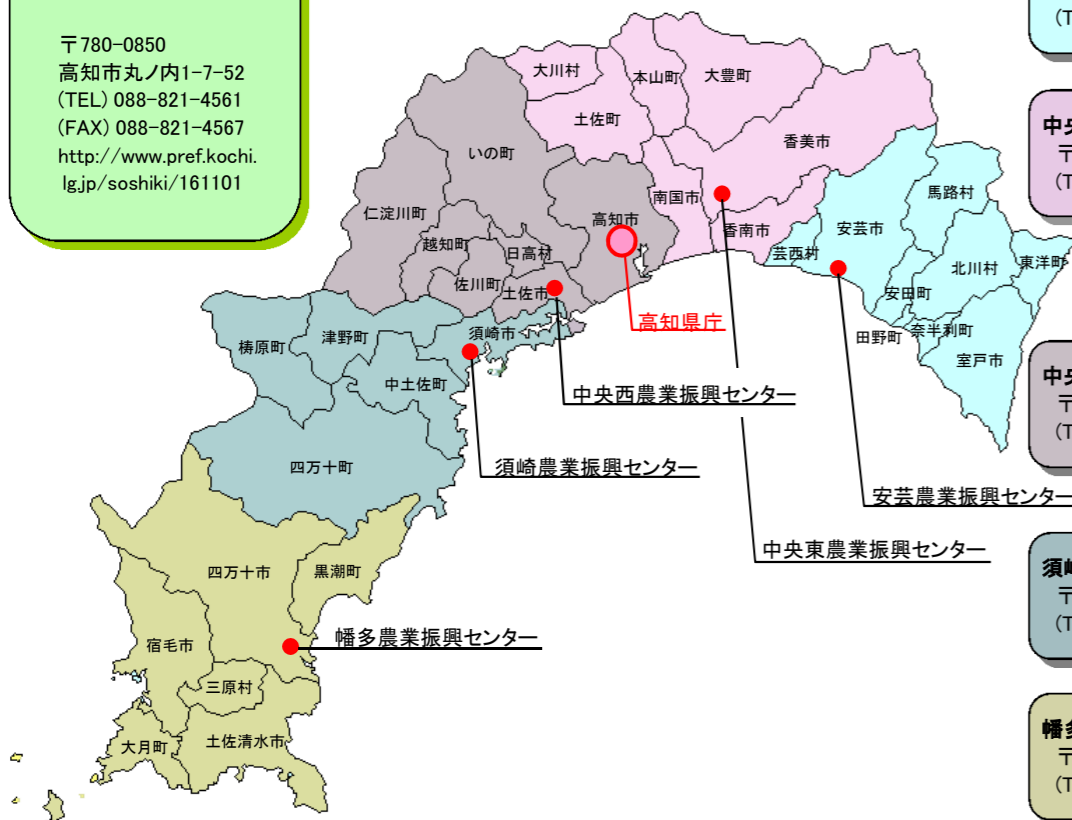 〒780-0850
高知市丸ノ内1-7-52
(TEL) 088-821-4561
(FAX) 088-821-4567
http://www.pref.kochi.
lg.jp/soshiki/161101
大川村
本山町
大豊町
土佐町
香美市
いの町
南国市
高知市
香南市
仁淀川町
越知町
日高村
佐川町
土佐市
馬路村
安芸市
芸西村
北川村
東洋町
安田町
田野町
奈半利町
室戸市
高知県庁
須崎市
津野町
梼原町
中土佐町
四万十町
中央西農業振興センター
須崎農業振興センター
安芸農業振興センター
中央東農業振興センター
四万十市
黒潮町
幡多農業振興センター
宿毛市
三原村
大月町
土佐清水市
(T
中央
〒
(T
中央
〒
(T
須崎
〒
(T
幡多
〒
(T